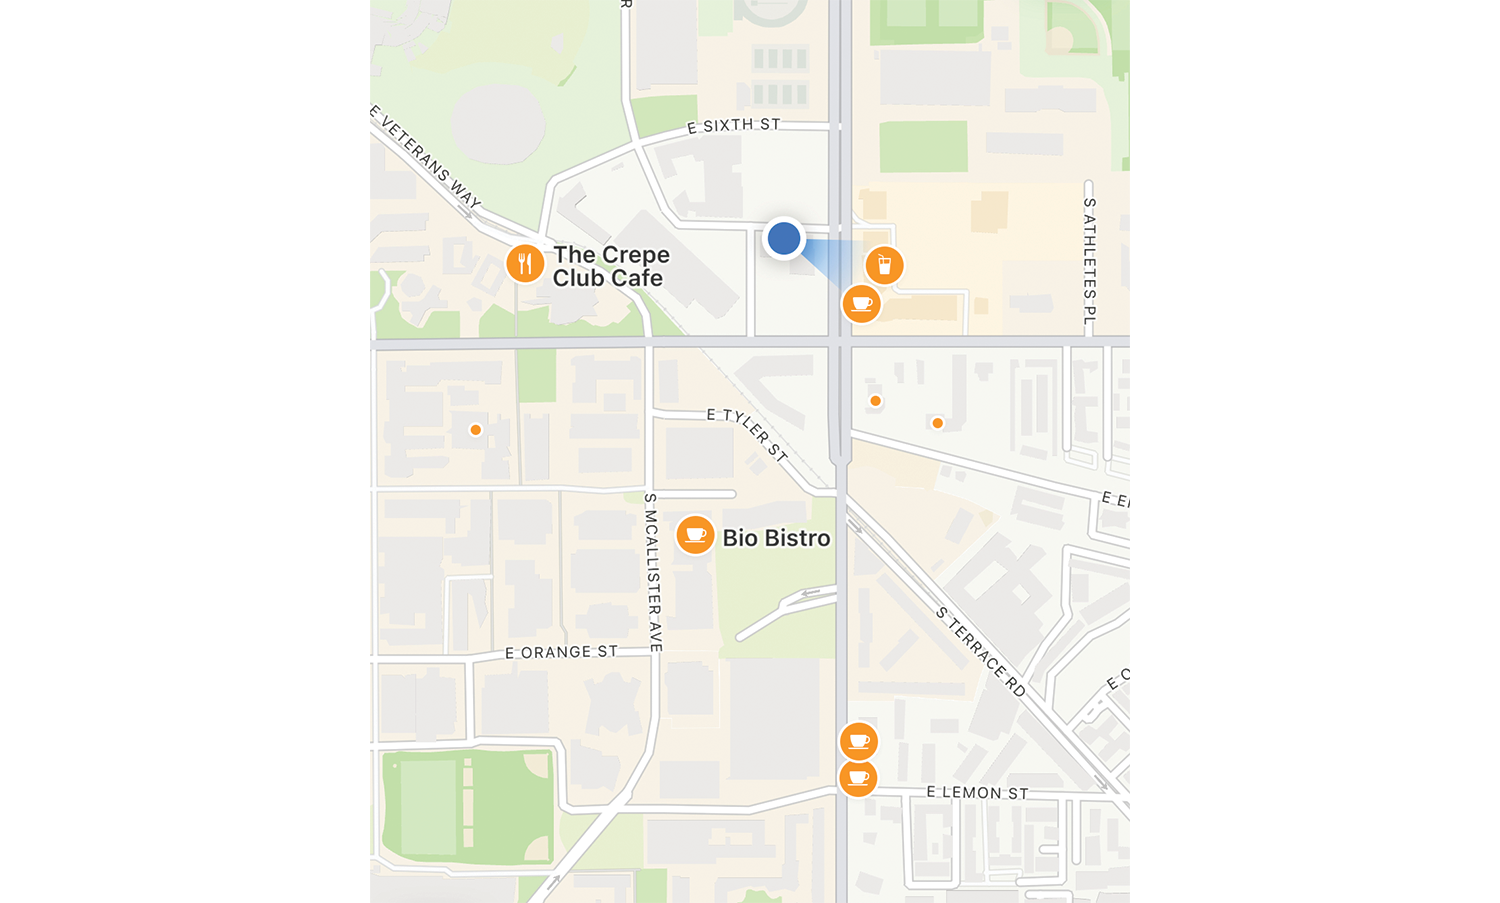 E SIXTH ST
E VETERANS WAY
S ATHLETES PL
The Crepe
Club Cafe
E TYLER ST
S MCALLISTER AVE
Bio Bistro
E ORANGE ST
S TERRACE RD
E LEMON ST